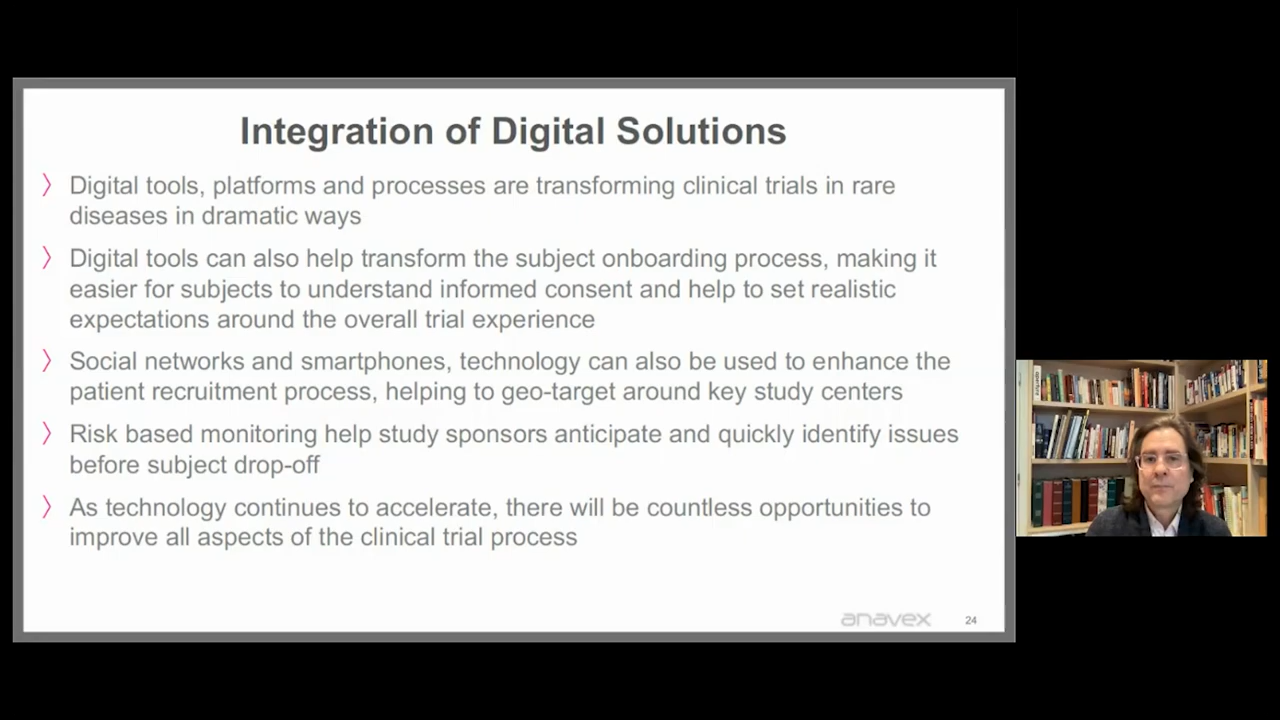 Integration of Digital Solutions
Digital tools, platforms and processes are transforming clinical trials in rare
diseases in dramatic ways
Digital tools can also help transform the subject onboarding process, making it
easier for subjects to understand informed consent and help to set realistic
expectations around the overall trial experience
Social networks and smartphones, technology can also be used to enhance the
patient recruitment process, helping to geo-target around key study centers
Risk based monitoring help study sponsors anticipate and quickly identify issues
before subject drop-off
As technology continues to accelerate, there will be countless opportunities to
improve all aspects of the clinical trial process
anavex
24